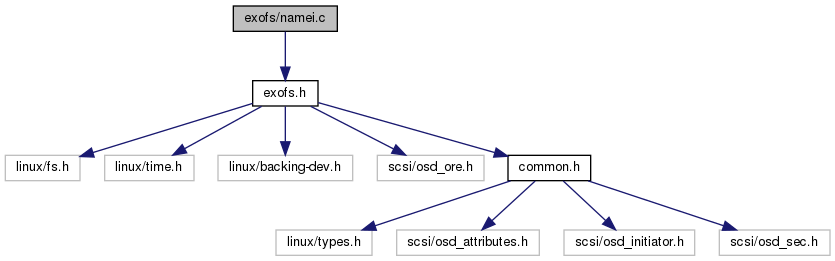 exofs/namei.c
exofs.h
linux/fs.h
linux/time.h
linux/backing-dev.h
scsi/osd_ore.h
common.h
linux/types.h
scsi/osd_attributes.h
scsi/osd_initiator.h
scsi/osd_sec.h